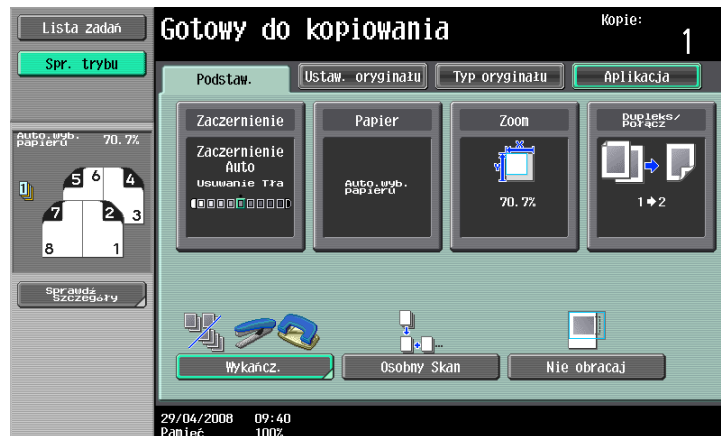 Lista zadań
Spr. trybu
Gotowy do kopiowania
Kopie:
1
Podstaw.
Ustaw. oryginału
Typ oryginału
Aplikacja
Auto.wyb.
papieru
70.7%
5 6 4
7 2 3
8 1
Sprawdź
Szczegóły
Zaczernienie
Zaczernienie
Auto
Usuwanie Tła
Papier
Auto.wyb.
papieru
Zoom
70.7%
Dupleks/
Połącz
1➜2
Wykańcz.
Osobny Skan
Nie obracaj
29/04/2008 09:40
Pamięć 100%